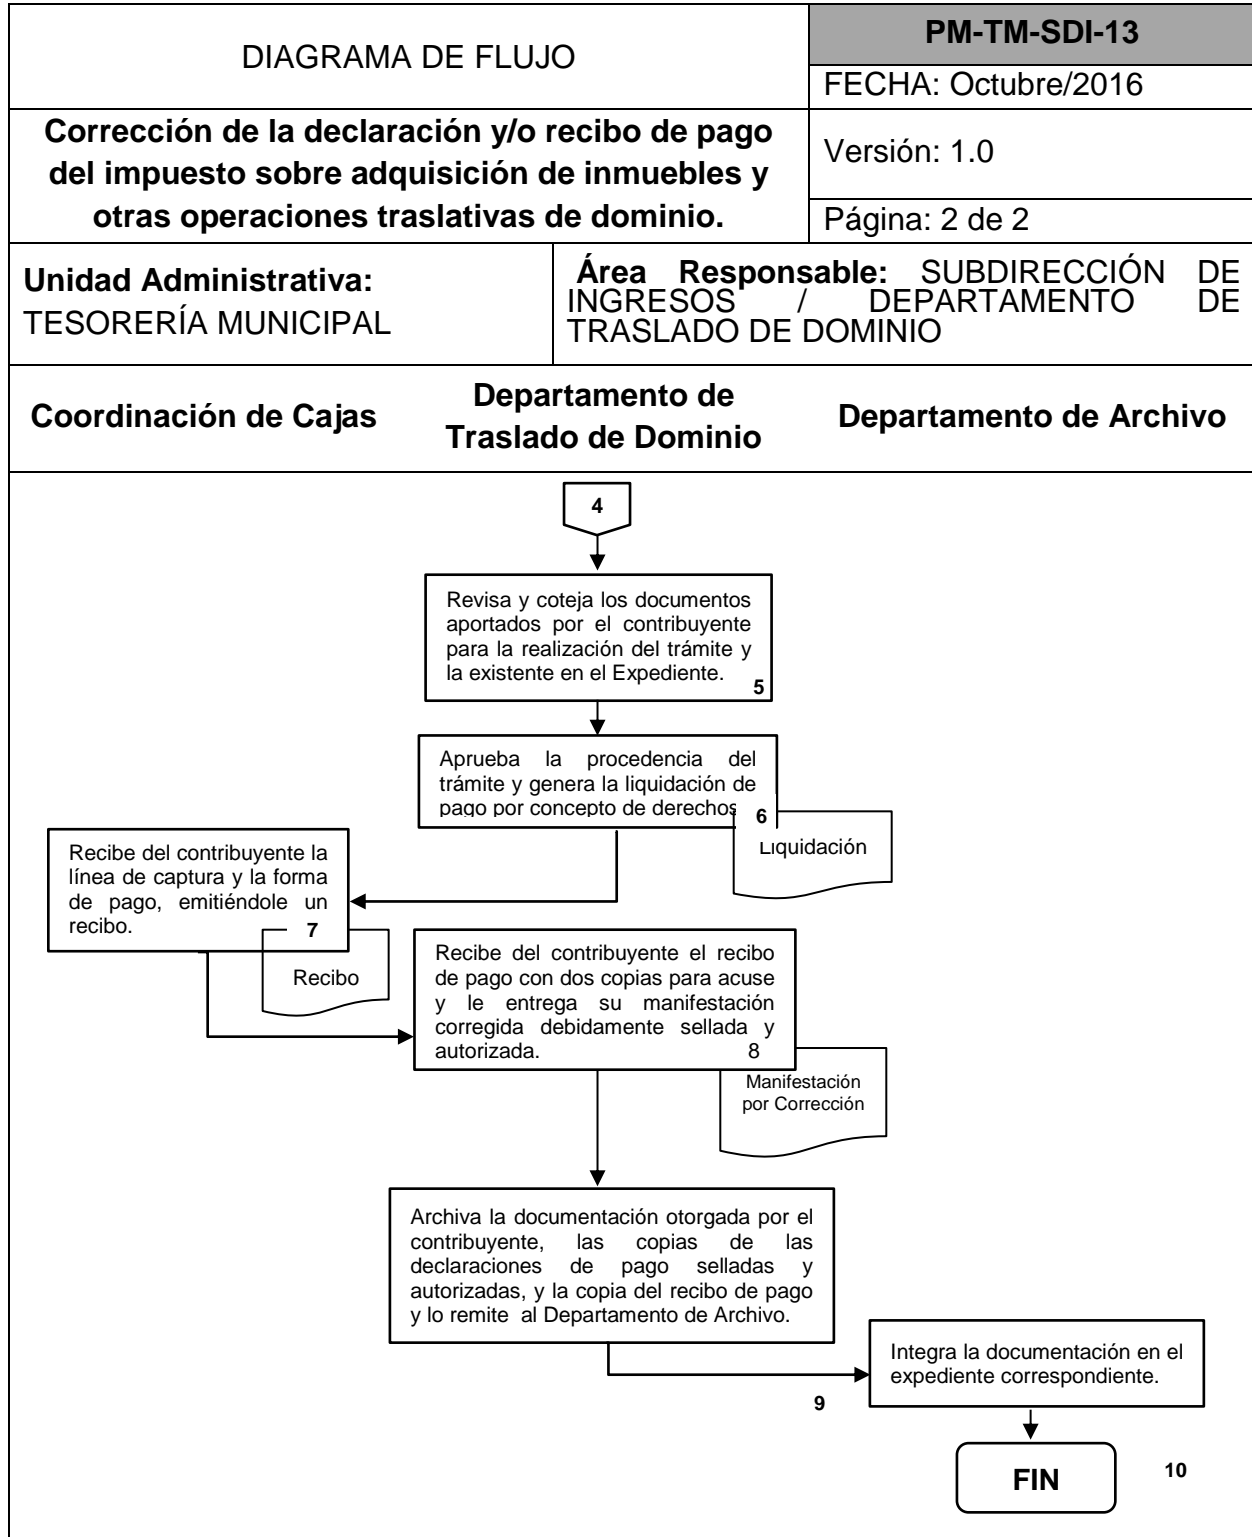 DIAGRAMA DE FLUJO
PM-TM-SDI-13
FECHA: Octubre/2016
Corrección de la declaración y/o recibo de pago
del impuesto sobre adquisición de inmuebles y
otras operaciones traslativas de dominio.
Versión: 1.0
Página: 2 de 2
Unidad Administrativa:
TESORERÍA MUNICIPAL
Área Responsable: SUBDIRECCIÓN DE
INGRESOS / DEPARTAMENTO DE
TRASLADO DE DOMINIO
Coordinación de Cajas
Departamento de
Traslado de Dominio
Departamento de Archivo
4
Revisa y coteja los documentos
aportados por el contribuyente
para la realización del trámite y
la existente en el Expediente.
5
Aprueba la procedencia del
trámite y genera la liquidación de
pago por concepto de derechos
6
Liquidación
Recibe del contribuyente la
línea de captura y la forma
de pago, emitiéndole un
recibo.
7
Recibo
Recibe del contribuyente el recibo
de pago con dos copias para acuse
y le entrega su manifestación
corregida debidamente sellada y
autorizada.
8
Manifestación
por Corrección
Archiva la documentación otorgada por el
contribuyente, las copias de las
declaraciones de pago selladas y
autorizadas, y la copia del recibo de pago
y lo remite al Departamento de Archivo.
9
Integra la documentación en el
expediente correspondiente.
10
FIN